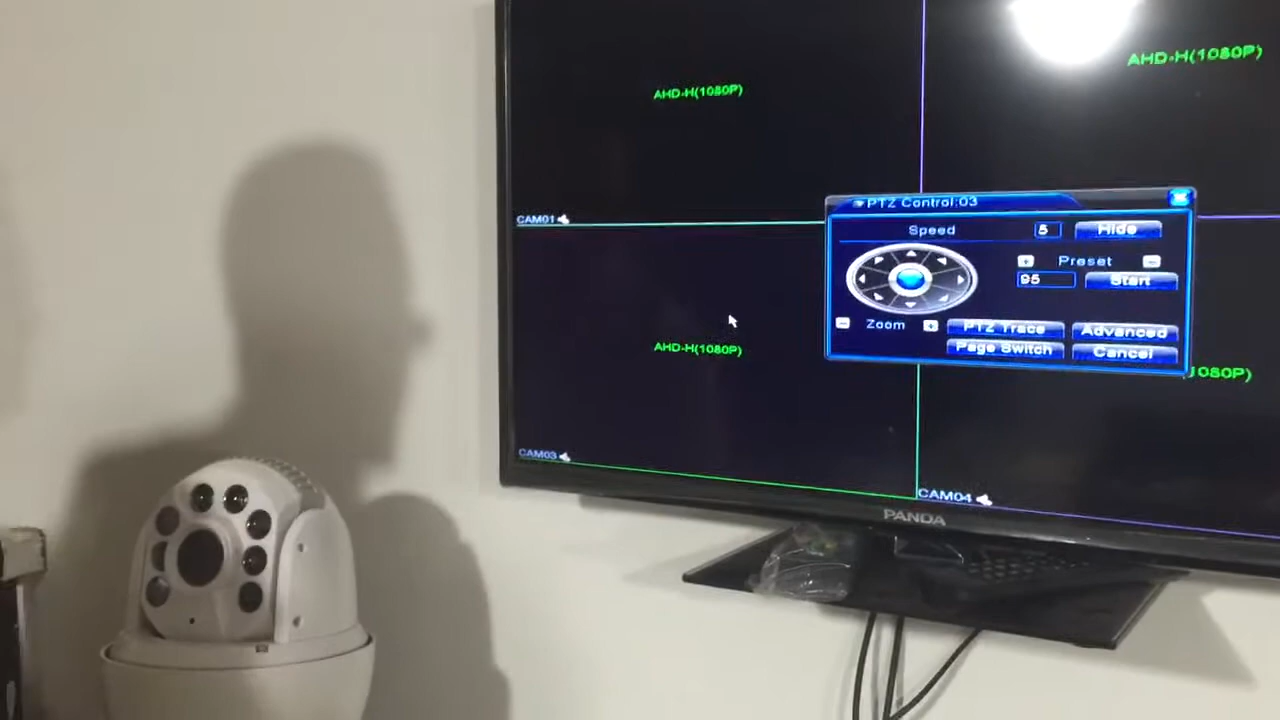 AHD-H(1080P)
AHD-H(1080P)
CAM01
PTZ Control:03
Speed
5
Hide
Preset
95
Start
Zoom
PTZ Trace
Advanced
Page Switch
Cancel
AHD-H(1080P)
1080P)
CAM03
CAM04
PANDA